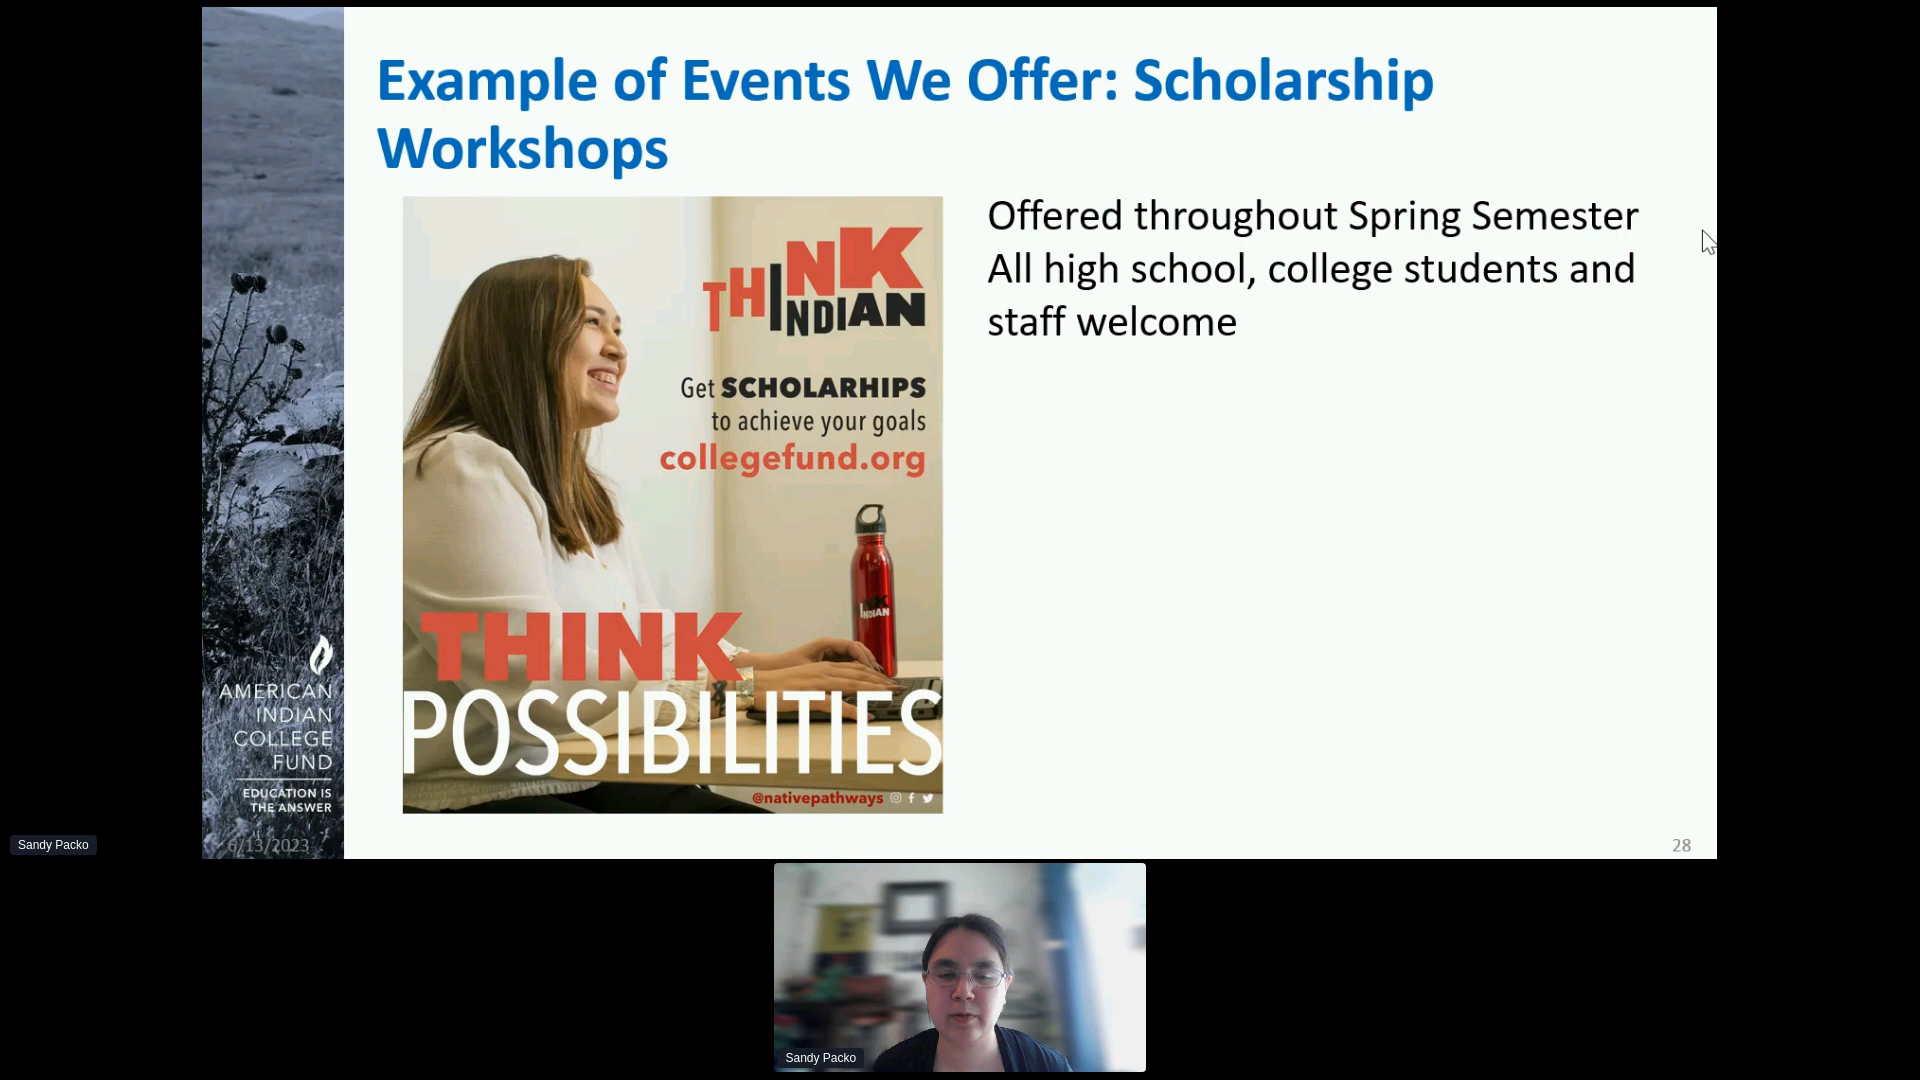 Example of Events We Offer: Scholarship
Workshops
THINK
INDIAN
Get SCHOLARHIPS
to achieve your goals
collegefund.org
INDIAN
THINK
POSSIBILITIES
@nativepathways
Offered throughout Spring Semester
All high school, college students and
staff welcome
AMERICAN
INDIAN
COLLEGE
FUND
EDUCATION IS
THE ANSWER
6/13/2023
28
Sandy Packo
Sandy Packo